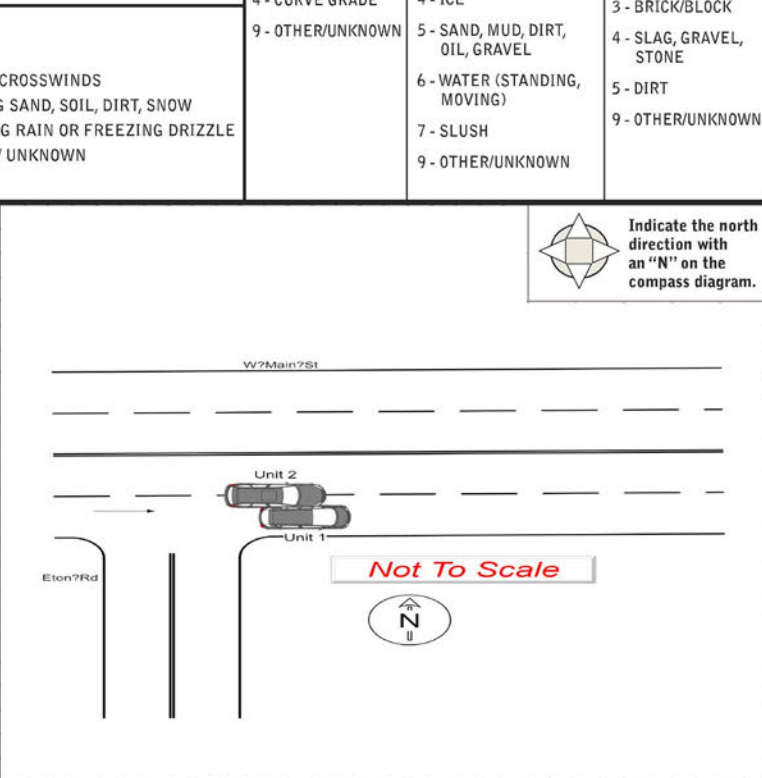 CROSSWINDS
SAND, SOIL, DIRT, SNOW
RAIN OR FREEZING DRIZZLE
UNKNOWN
4 - CURVE GRADE
9 - OTHER/UNKNOWN
4 - ICE
5 - SAND, MUD, DIRT,
OIL, GRAVEL
6 - WATER (STANDING,
MOVING)
7 - SLUSH
9 - OTHER/UNKNOWN
3 - BRICK/BLOCK
4 - SLAG, GRAVEL,
STONE
5 - DIRT
9 - OTHER/UNKNOWN
Indicate the north
direction with
an “N” on the
compass diagram.
W?Main?St
Unit 2
Unit 1
Eton?Rd
Not To Scale
N